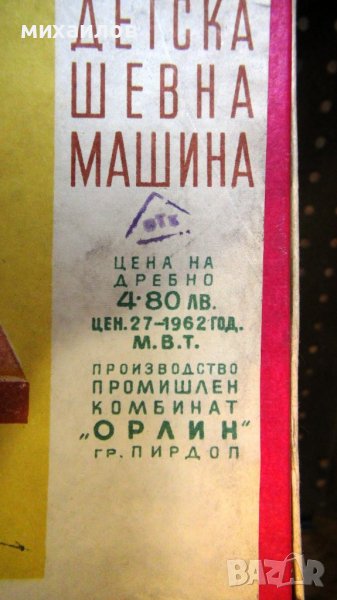 михаилов
ДЕТСКА
ШЕВНА
МАШИНА
ОТК
ЦЕНА НА
ДРЕБНО
4·80 ЛВ.
ЦЕН. 27-1962 ГОД.
М. В. Т.
ПРОИЗВОДСТВО
ПРОМИШЛЕН
КОМБИНАТ
„ОРЛИН"
ГР. ПИРДОП
BAZAR